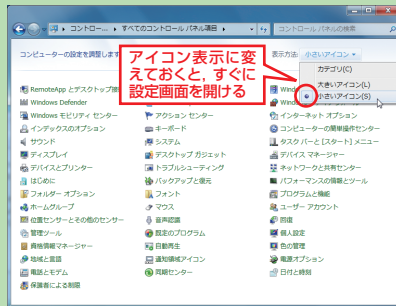 コントロー... ▸ すべてのコントロール パネル項目 ▸
コントロール パネルの検索
コンピューターの設定を調整します
表示方法: 小さいアイコン ▾
アイコン表示に変
えておくと，すぐに
設定画面を開ける
カテゴリ(C)
大きいアイコン(L)
小さいアイコン(S)
RemoteApp とデスクトップ接
Windows Defender
Windows モビリティ センター
アクション センター
インターネット オプション
インデックスのオプション
キーボード
コンピューターの簡単操作センター
サウンド
システム
タスク バーと [スタート] メニュー
ディスプレイ
デスクトップ ガジェット
デバイス マネージャー
デバイスとプリンター
トラブルシューティング
ネットワークと共有センター
はじめに
バックアップと復元
パフォーマンスの情報とツール
フォルダー オプション
フォント
プログラムと機能
ホームグループ
マウス
ユーザー アカウント
位置センサーとその他のセンサー
音声認識
回復
管理ツール
既定のプログラム
個人設定
資格情報マネージャー
自動再生
色の管理
地域と言語
通知領域アイコン
電源オプション
電話とモデム
同期センター
日付と時刻
保護者による制限